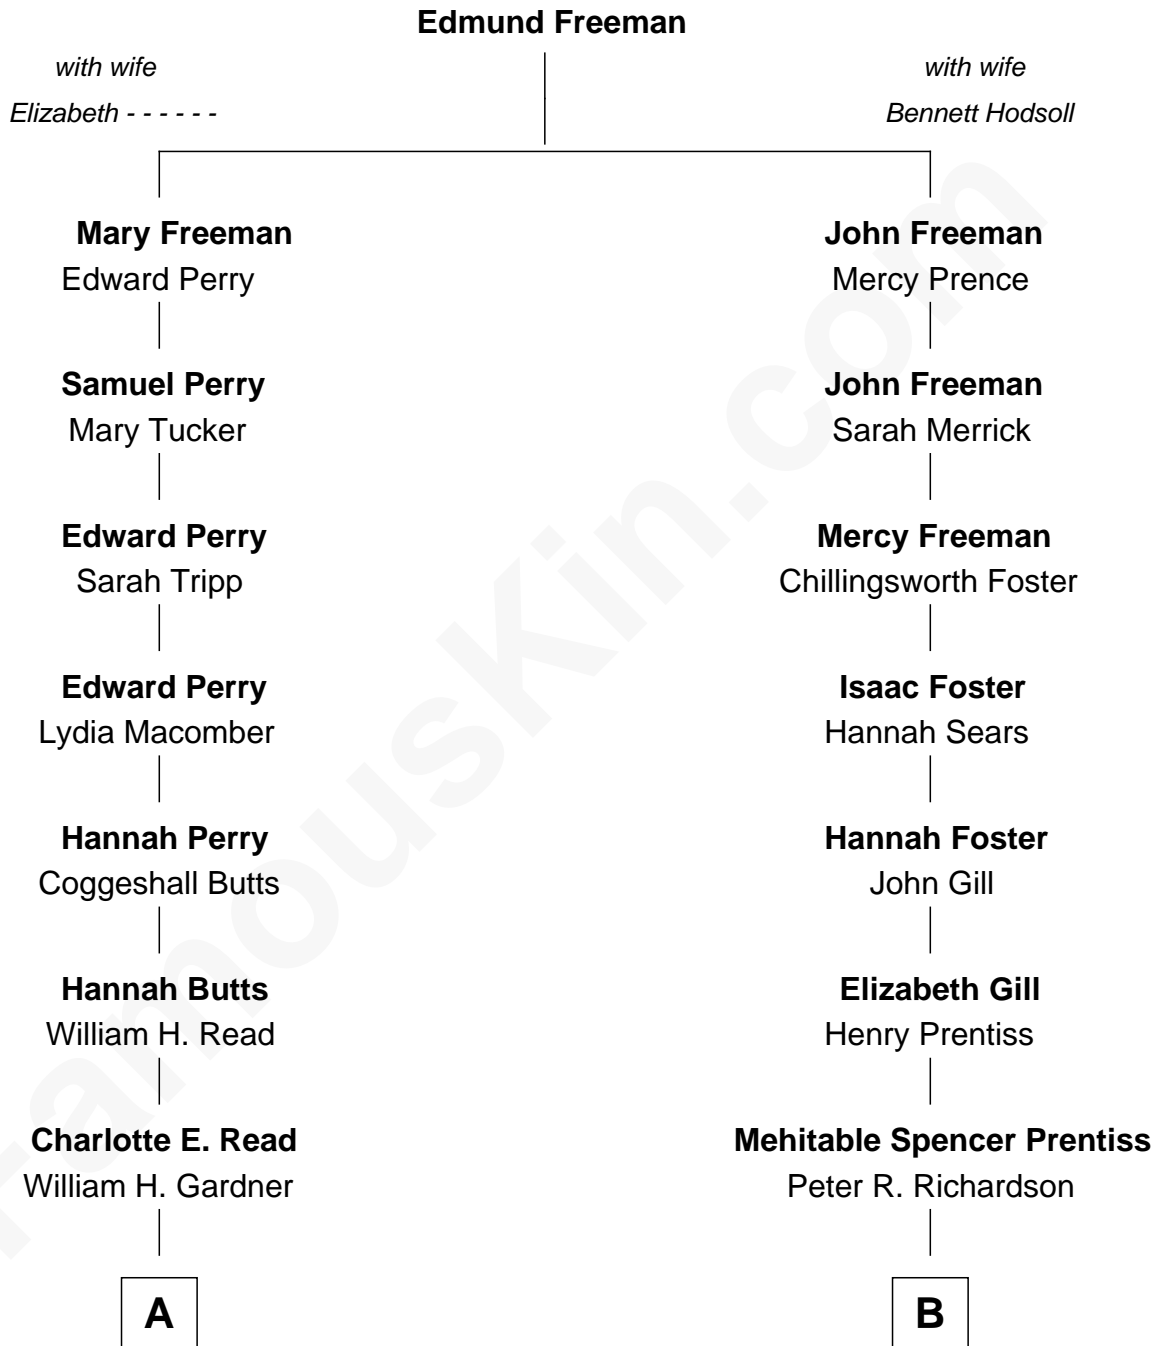 Edmund Freeman
with wife
Elizabeth - - - - - -
with wife
Bennett Hodsoll
Mary Freeman
Edward Perry
John Freeman
Mercy Prence
Samuel Perry
Mary Tucker
John Freeman
Sarah Merrick
Edward Perry
Sarah Tripp
Mercy Freeman
Chillingsworth Foster
Edward Perry
Lydia Macomber
Isaac Foster
Hannah Sears
Hannah Perry
Coggeshall Butts
Hannah Foster
John Gill
Hannah Butts
William H. Read
Elizabeth Gill
Henry Prentiss
Charlotte E. Read
William H. Gardner
Mehitable Spencer Prentiss
Peter R. Richardson
A
B
FamousKin.com